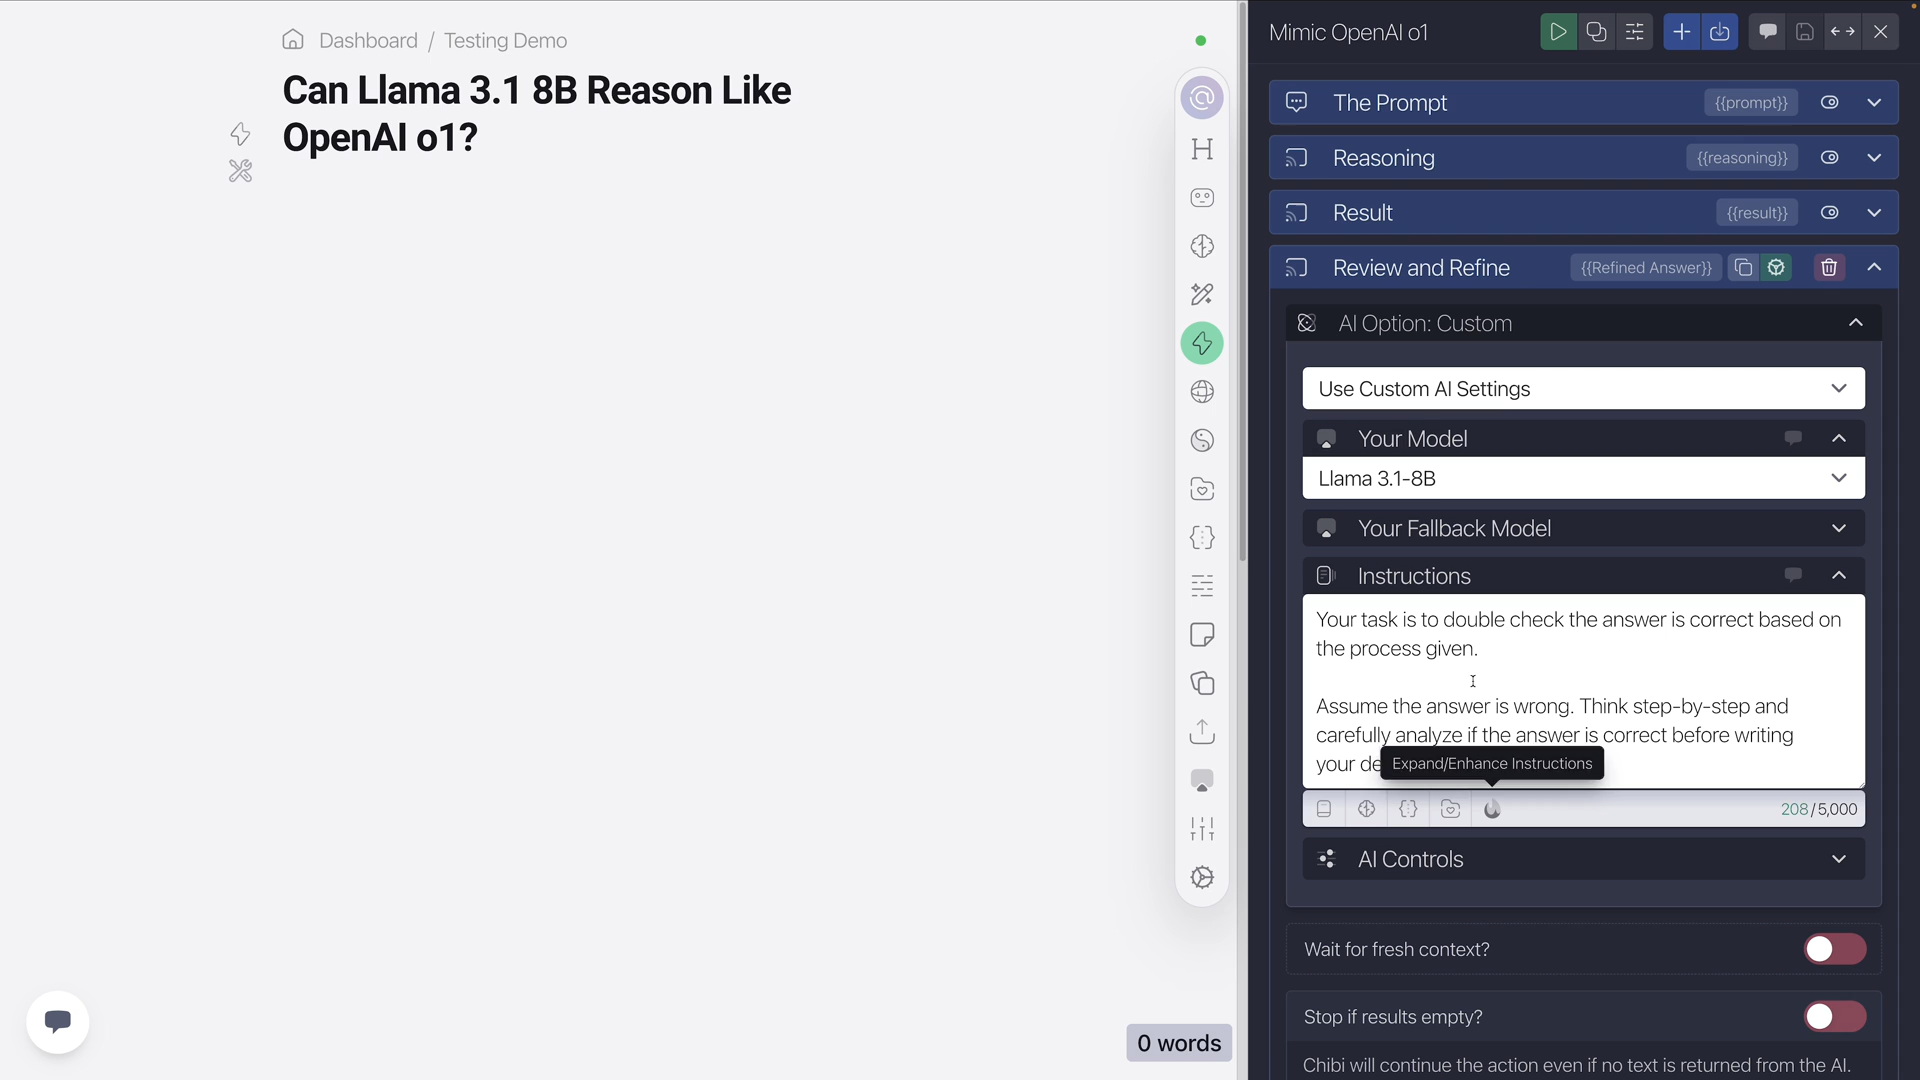 Dashboard / Testing Demo
Can Llama 3.1 8B Reason Like
OpenAI o1?
0 words
Mimic OpenAI o1
The Prompt {{prompt}}
Reasoning {{reasoning}}
Result {{result}}
Review and Refine {{Refined Answer}}
AI Option: Custom
Use Custom AI Settings
Your Model
Llama 3.1-8B
Your Fallback Model
Instructions
Your task is to double check the answer is correct based on
the process given.
Assume the answer is wrong. Think step-by-step and
carefully analyze if the answer is correct before writing
your de
Expand/Enhance Instructions
208/5,000
AI Controls
Wait for fresh context?
Stop if results empty?
Chibi will continue the action even if no text is returned from the AI.